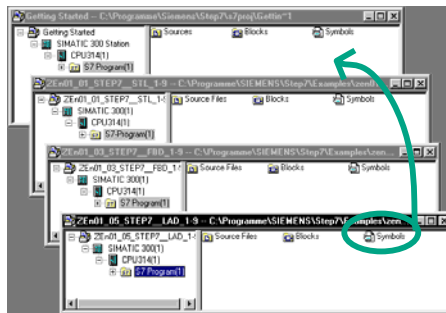 Getting Started -- C:\Programme\Siemens\Step7\s7proj\Gettin~1
Getting Started
SIMATIC 300 Station
CPU314(1)
S7 Program(1)
Sources
Blocks
Symbols
ZEn01_01_STEP7__STL_1-9 -- C:\Programme\SIEMENS\Step7\Examples\zen0...
ZEn01_01_STEP7__STL_1-9
SIMATIC 300(1)
CPU314(1)
S7-Program(1)
Source Files
Blocks
Symbols
ZEn01_03_STEP7__FBD_1-9 -- C:\Programme\SIEMENS\Step7\Examples\zen...
ZEn01_03_STEP7__FBD_1-9
SIMATIC 300(1)
CPU314(1)
S7 Program(1)
Source Files
Blocks
Symbols
ZEn01_05_STEP7__LAD_1-9 -- C:\Programme\SIEMENS\Step7\Examples\zen...
ZEn01_05_STEP7__LAD_1-9
SIMATIC 300(1)
CPU314(1)
S7 Program(1)
Source Files
Blocks
Symbols